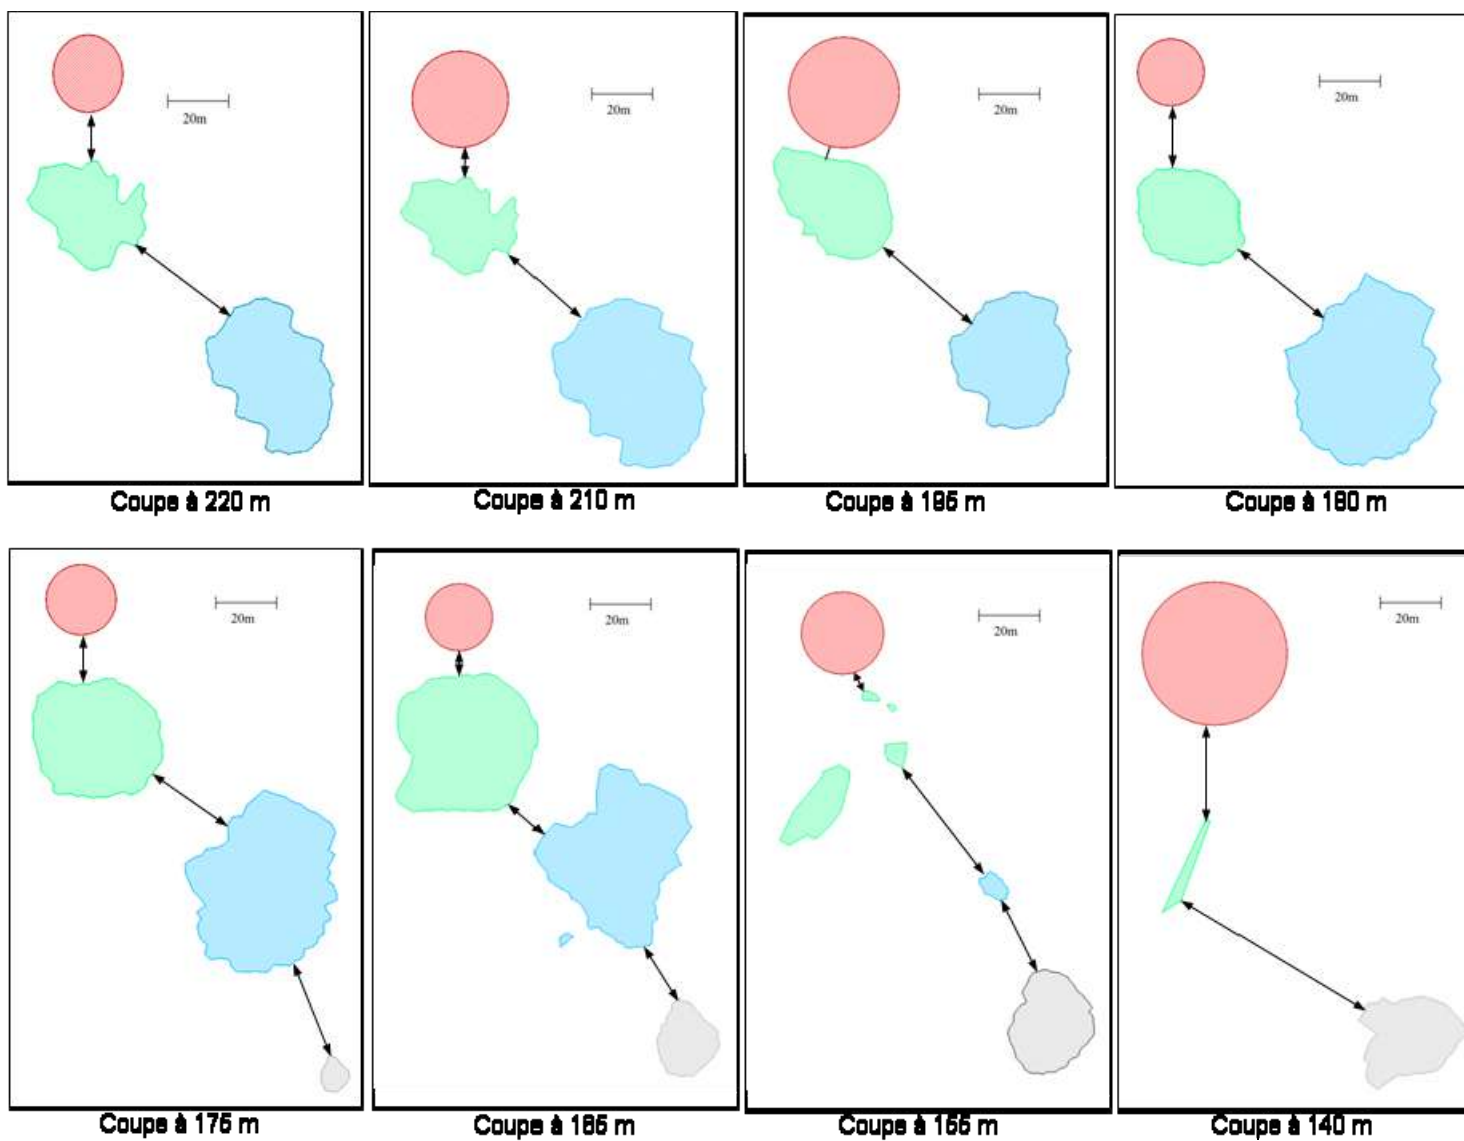 20m
20m
20m
20m
Coupe à 220 m
Coupe à 210 m
Coupe à 195 m
Coupe à 180 m
20m
20m
20m
20m
Coupe à 175 m
Coupe à 165 m
Coupe à 155 m
Coupe à 140 m